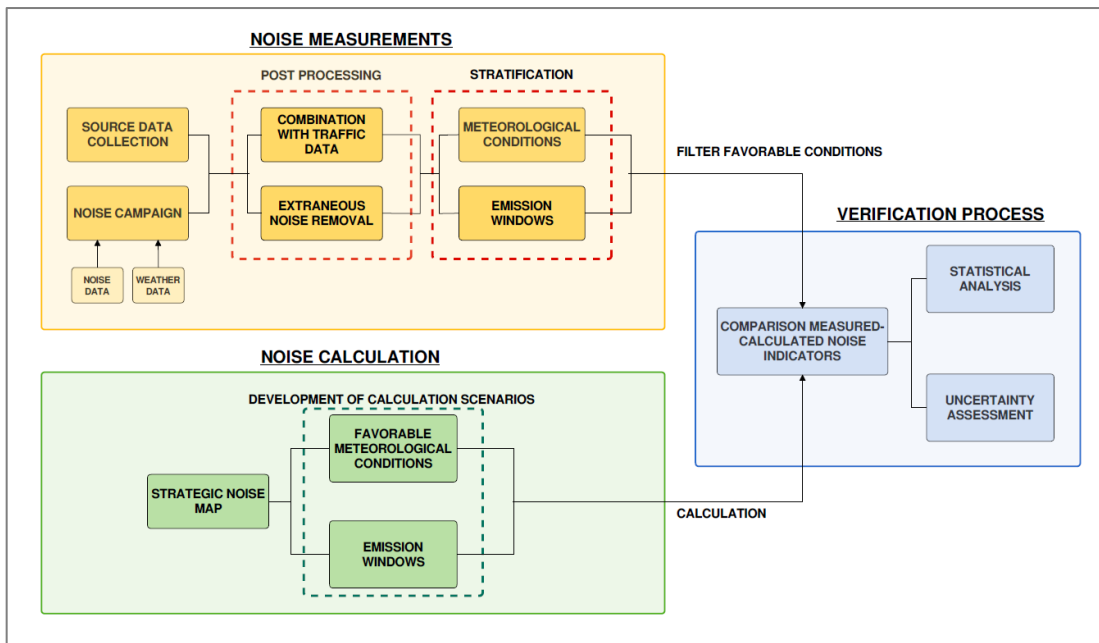 NOISE MEASUREMENTS
POST PROCESSING
STRATIFICATION
SOURCE DATA
COLLECTION
COMBINATION
WITH TRAFFIC
DATA
METEOROLOGICAL
CONDITIONS
FILTER FAVORABLE CONDITIONS
NOISE CAMPAIGN
EXTRANEOUS
NOISE REMOVAL
EMISSION
WINDOWS
NOISE
DATA
WEATHER
DATA
VERIFICATION PROCESS
STATISTICAL
ANALYSIS
COMPARISON MEASURED-
CALCULATED NOISE
INDICATORS
UNCERTAINTY
ASSESSMENT
NOISE CALCULATION
DEVELOPMENT OF CALCULATION SCENARIOS
FAVORABLE
METEOROLOGICAL
CONDITIONS
STRATEGIC NOISE
MAP
EMISSION
WINDOWS
CALCULATION